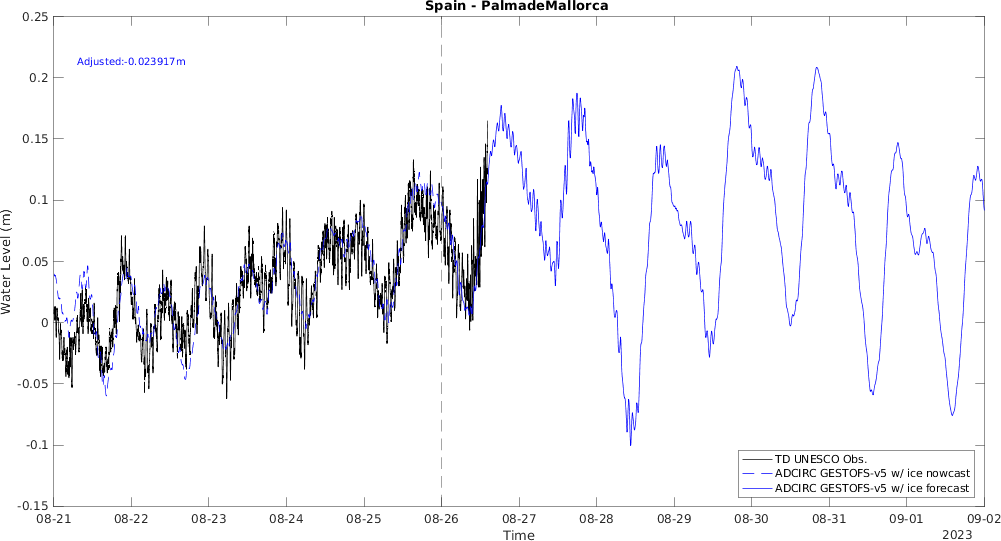 Spain - PalmadeMallorca
Adjusted:-0.023917m
Water Level (m)
0.25
0.2
0.15
0.1
0.05
0
-0.05
-0.1
-0.15
TD UNESCO Obs.
ADCIRC GESTOFS-v5 w/ ice nowcast
ADCIRC GESTOFS-v5 w/ ice forecast
08-21 08-22 08-23 08-24 08-25 08-26 08-27 08-28 08-29 08-30 08-31 09-01 09-02
Time
2023